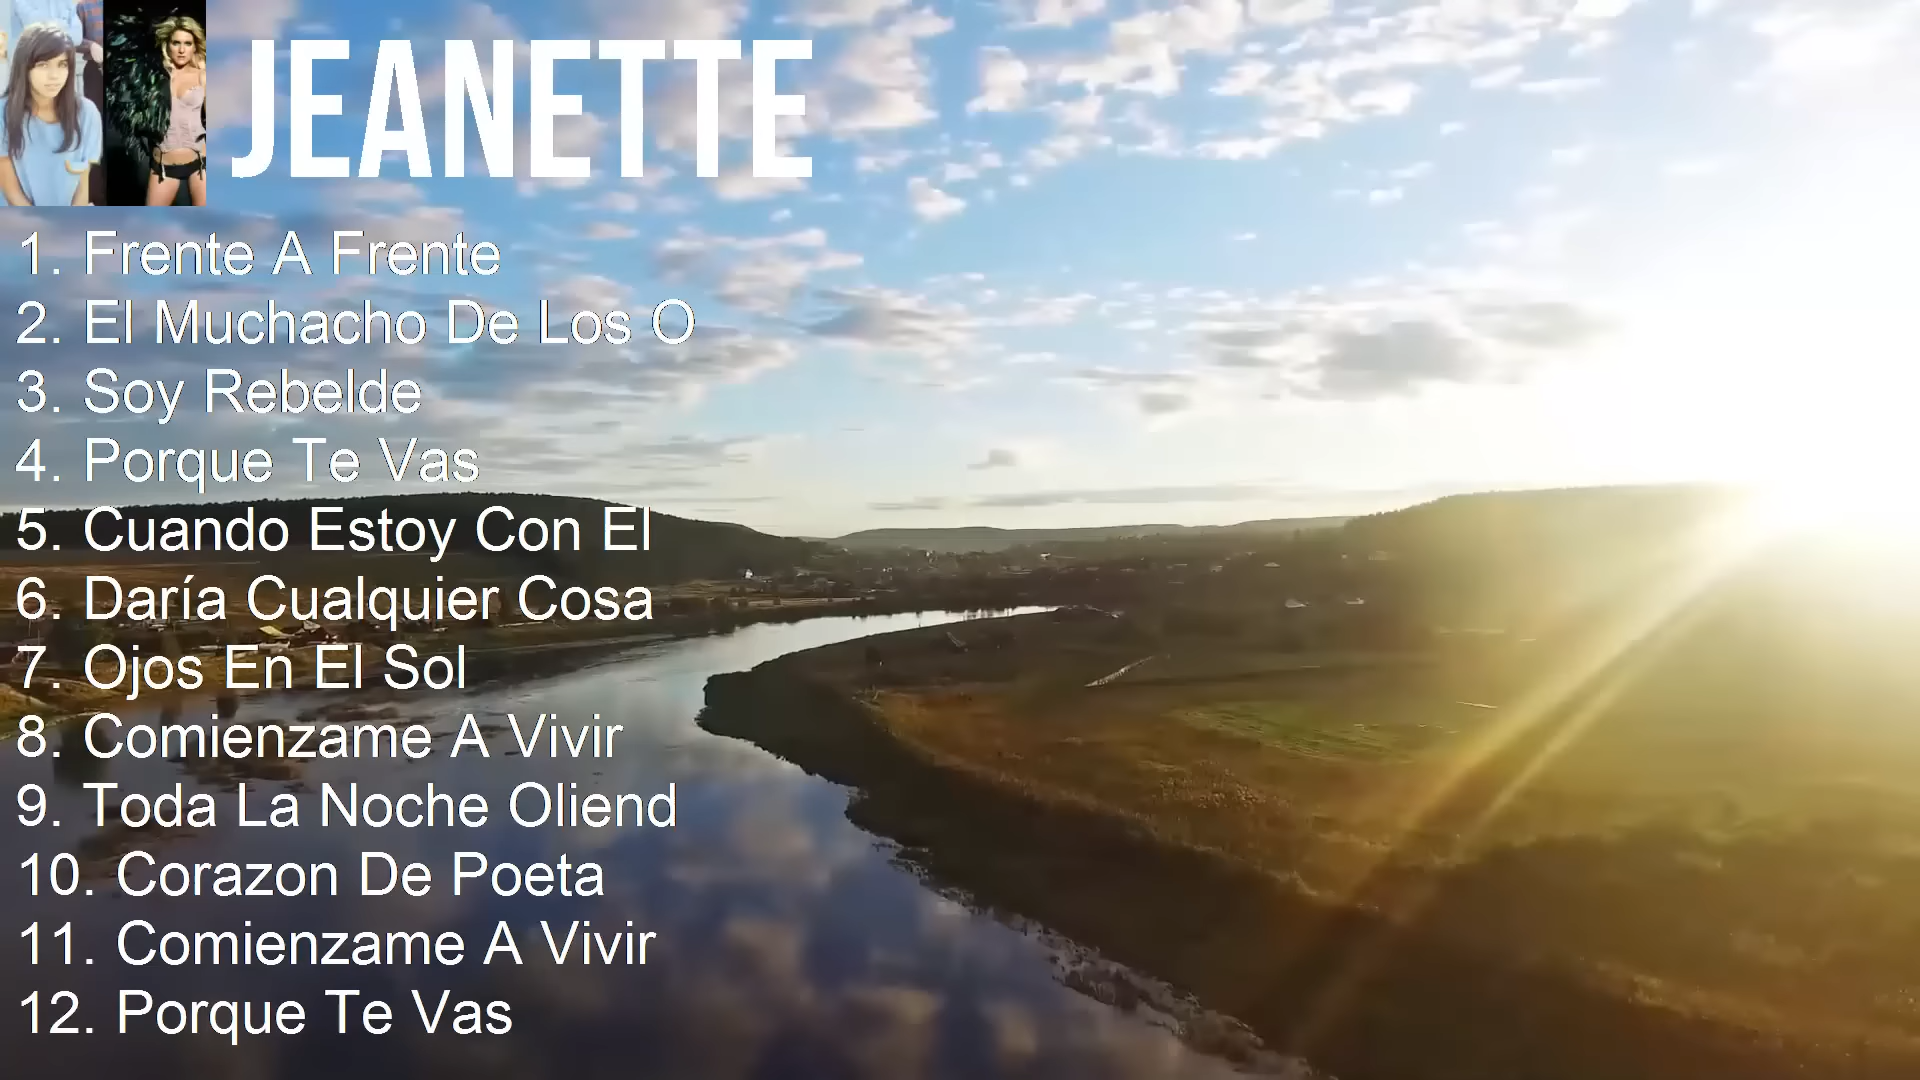 JEANETTE
1. Frente A Frente
2. El Muchacho De Los O
3. Soy Rebelde
4. Porque Te Vas
5. Cuando Estoy Con El
6. Daría Cualquier Cosa
7. Ojos En El Sol
8. Comienzame A Vivir
9. Toda La Noche Oliend
10. Corazon De Poeta
11. Comienzame A Vivir
12. Porque Te Vas